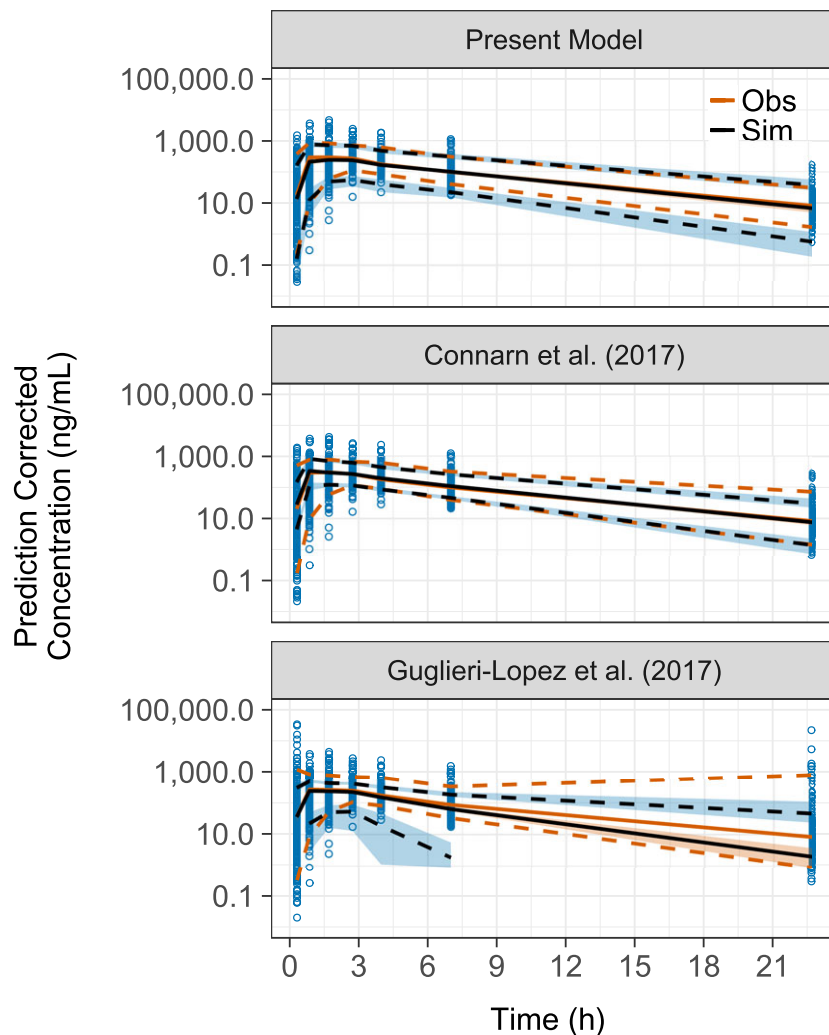 Present Model
100,000.0
1,000.0
10.0
0.1
Obs
Sim
Connarn et al. (2017)
100,000.0
1,000.0
10.0
0.1
Guglieri-Lopez et al. (2017)
100,000.0
1,000.0
10.0
0.1
0 3 6 9 12 15 18 21
Time (h)
Prediction Corrected
Concentration (ng/mL)